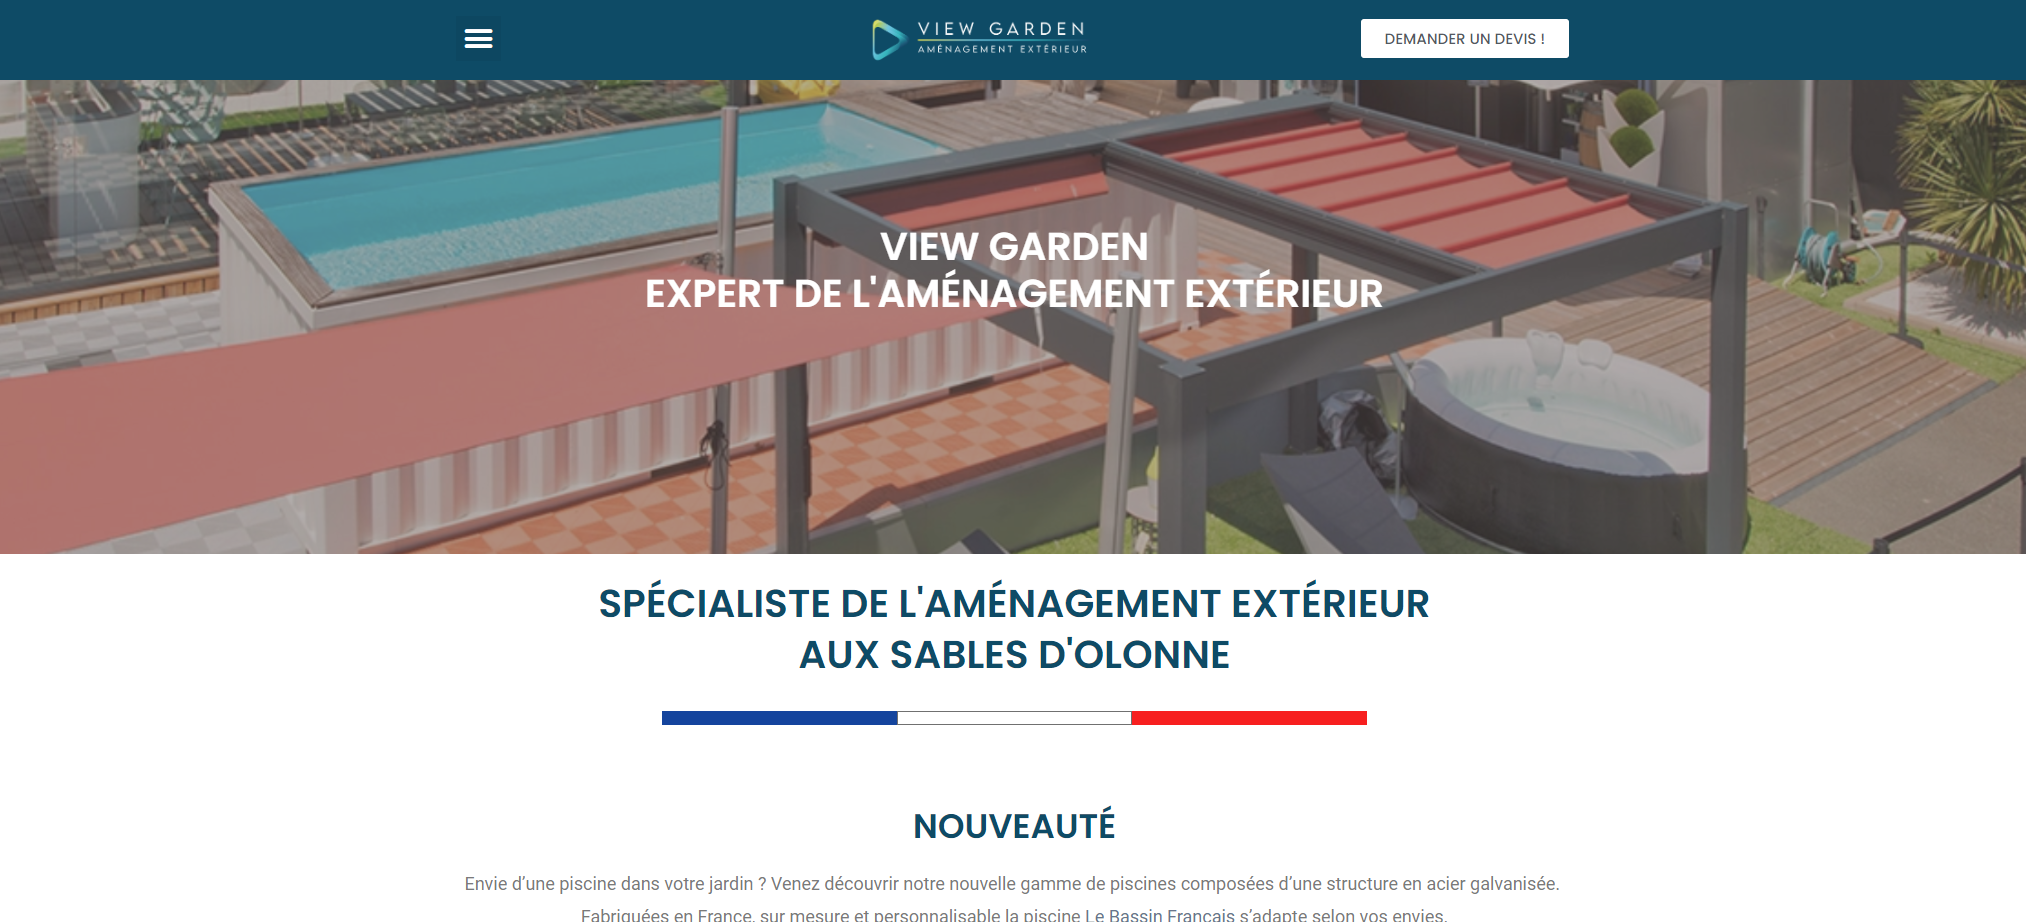 VIEW GARDEN
AMÉNAGEMENT EXTÉRIEUR
DEMANDER UN DEVIS !
VIEW GARDEN
EXPERT DE L'AMÉNAGEMENT EXTÉRIEUR
SPÉCIALISTE DE L'AMÉNAGEMENT EXTÉRIEUR
AUX SABLES D'OLONNE
NOUVEAUTÉ
Envie d’une piscine dans votre jardin ? Venez découvrir notre nouvelle gamme de piscines composées d’une structure en acier galvanisée.
Fabriquées en France, sur mesure et personnalisable la piscine Le Bassin Français s’adapte selon vos envies.